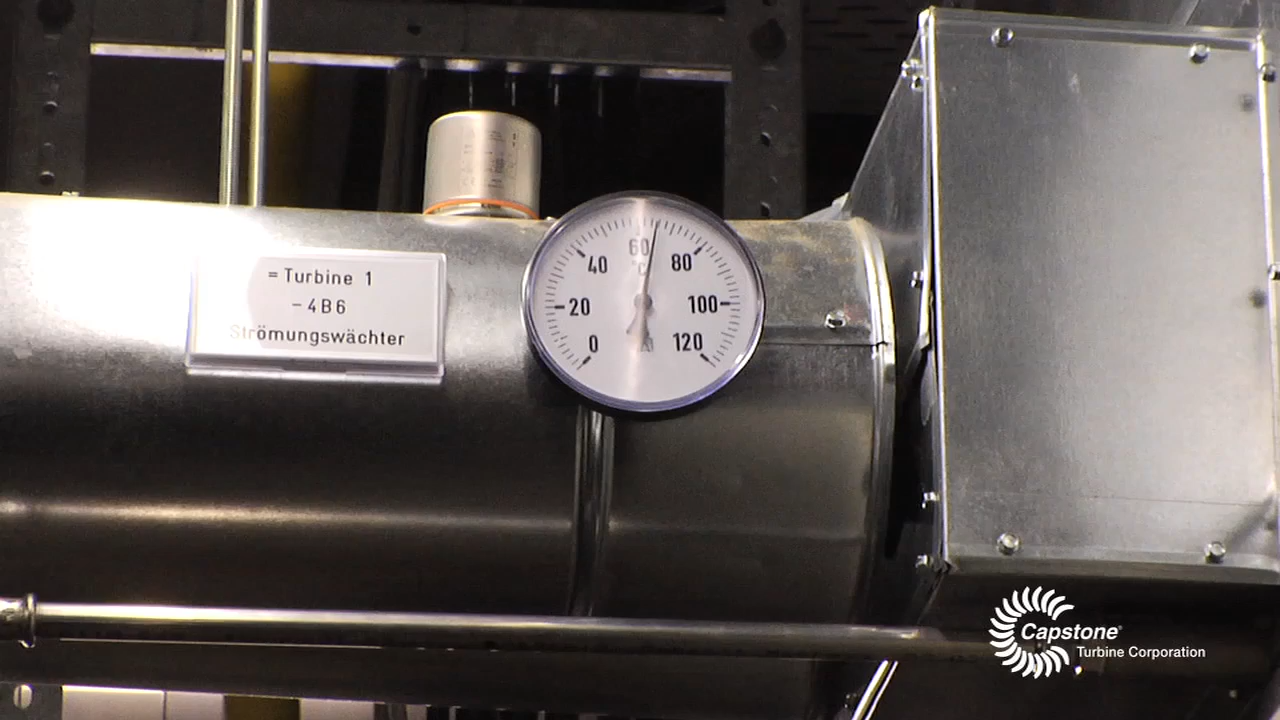 =Turbine 1
-4B6
Strömungswächter
60
°C
40
80
20
100
0
120
Capstone®
Turbine Corporation